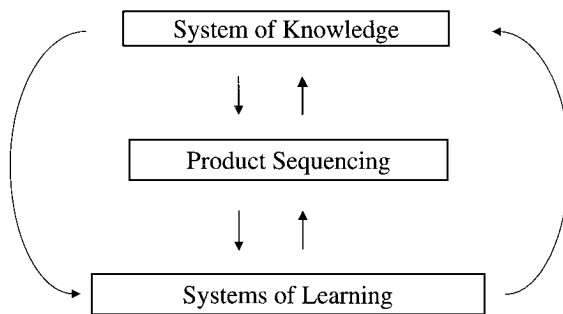 System of Knowledge
Product Sequencing
Systems of Learning